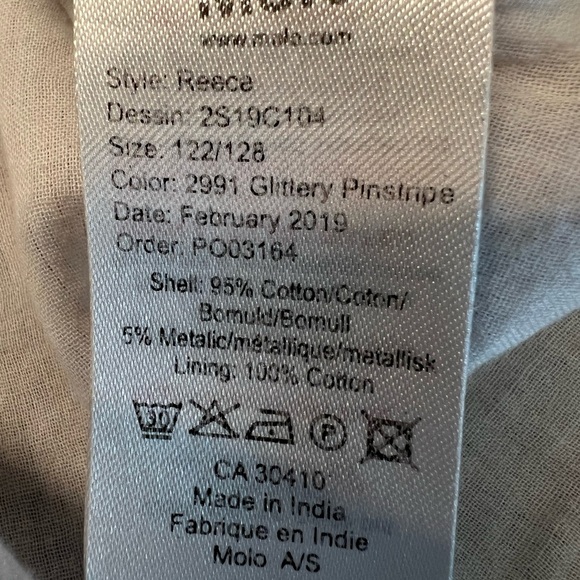 molo
www.molo.com
Style: Reece
Dessin: 2S19C104
Size: 122/128
Color: 2991 Glittery Pinstripe
Date: February 2019
Order: PO03164
Shell: 95% Cotton/Coton/
Bomuld/Bomull
5% Metalic/métallique/metallisk
Lining: 100% Cotton
30 P
CA 30410
Made in India
Fabrique en Indie
Molo A/S